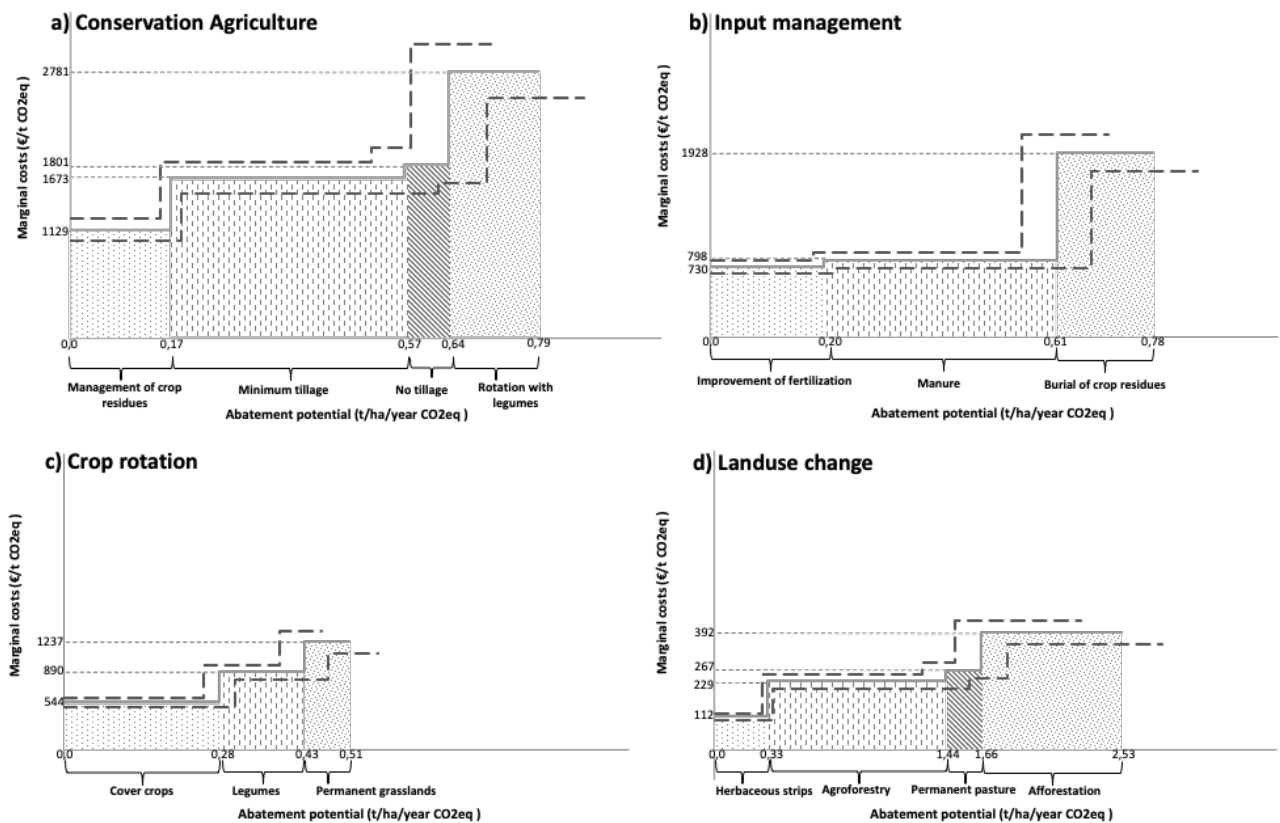 a) Conservation Agriculture
Marginal costs (€/t CO2eq)
2781
1801
1673
1129
0,0
0,17
0,57
0,64
0,79
Management of crop
residues
Minimum tillage
No tillage
Rotation with
legumes
Abatement potential (t/ha/year CO2eq )
b) Input management
Marginal costs (€/t CO2eq)
1928
798
730
0.0
0,20
0,61
0,78
Improvement of fertilization
Manure
Burial of crop residues
Abatement potential (t/ha/year CO2eq )
c) Crop rotation
Marginal costs (€/t CO2eq )
1237
890
544
0,0
0,28
0,43
0,51
Cover crops
Legumes
Permanent grasslands
Abatement potential (t/ha/year CO2eq )
d) Landuse change
Marginal costs (€/t CO2eq )
392
267
229
112
0,0
0,33
1,44
1,66
2,53
Herbaceous strips
Agroforestry
Permanent pasture
Afforestation
Abatement potential (t/ha/year CO2eq )